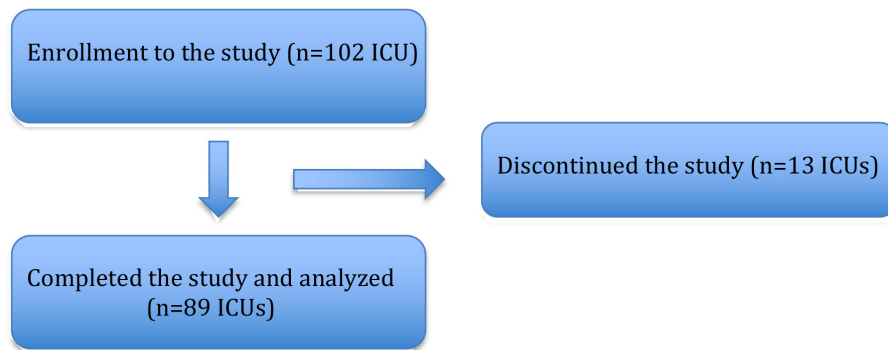 Enrollment to the study (n=102 ICU)
Discontinued the study (n=13 ICUs)
Completed the study and analyzed
(n=89 ICUs)